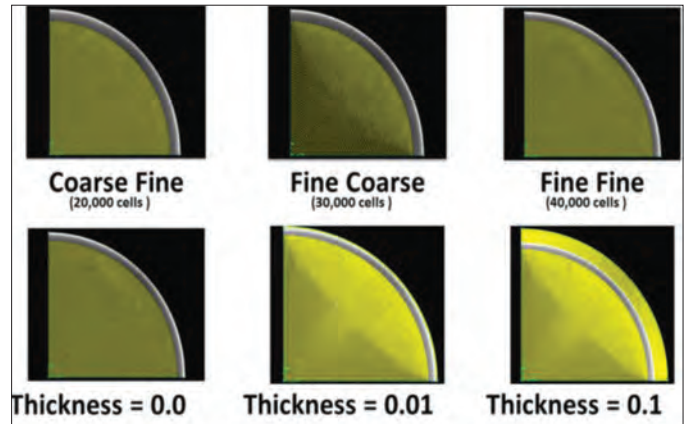 Coarse Fine
(20,000 cells )
Fine Coarse
(30,000 cells )
Fine Fine
(40,000 cells )
Thickness = 0.0
Thickness = 0.01
Thickness = 0.1